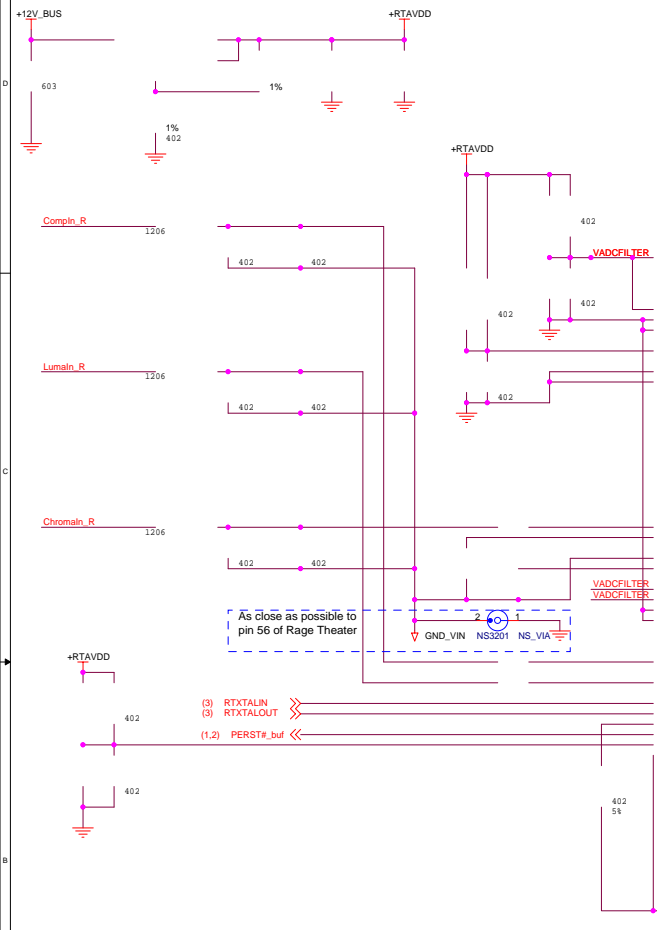 +12V_BUS
+RTAVDD
D
603
1%
1%
402
+RTAVDD
CompIn_R
1206
402
VADCFILTER
402 402
402
402
LumaIn_R
1206
402
402 402
C
ChromaIn_R
1206
402 402
VADCFILTER
VADCFILTER
As close as possible to
pin 56 of Rage Theater
2 1
GND_VIN NS3201 NS_VIA
+RTAVDD
(3) RTXTALIN
(3) RTXTALOUT
402
(1,2) PERST#_buf
402
402
5%
B